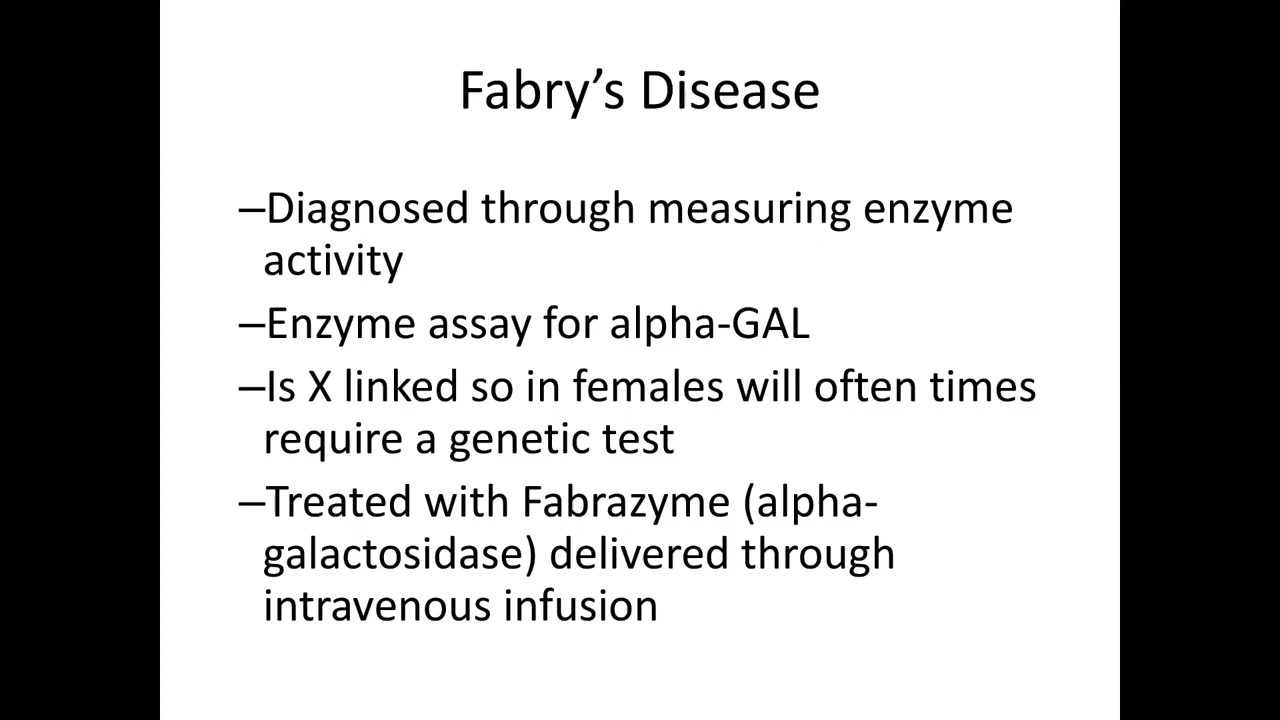 Fabry’s Disease
–Diagnosed through measuring enzyme
activity
–Enzyme assay for alpha-GAL
–Is X linked so in females will often times
require a genetic test
–Treated with Fabrazyme (alpha-
galactosidase) delivered through
intravenous infusion